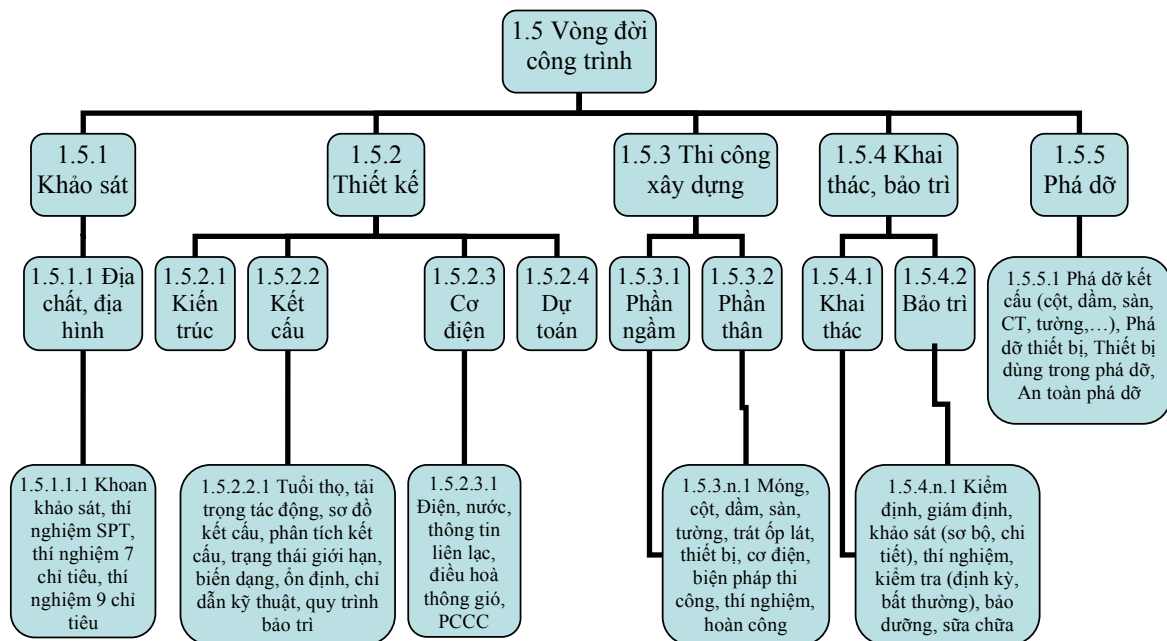 1.5 Vòng đời
công trình
1.5.1
Khảo sát
1.5.2
Thiết kế
1.5.3 Thi công
xây dựng
1.5.4 Khai
thác, bảo trì
1.5.5
Phá dỡ
1.5.1.1 Địa
chất, địa
hình
1.5.2.1
Kiến
trúc
1.5.2.2
Kết
cấu
1.5.2.3
Cơ
điện
1.5.2.4
Dự
toán
1.5.3.1
Phần
ngầm
1.5.3.2
Phần
thân
1.5.4.1
Khai
thác
1.5.4.2
Bảo trì
1.5.5.1 Phá dỡ kết
cấu (cột, dầm, sàn,
CT, tường,…), Phá
dỡ thiết bị, Thiết bị
dùng trong phá dỡ,
An toàn phá dỡ
1.5.1.1.1 Khoan
khảo sát, thí
nghiệm SPT,
thí nghiệm 7
chỉ tiêu, thí
nghiệm 9 chỉ
tiêu
1.5.2.2.1 Tuổi thọ, tải
trọng tác động, sơ đồ
kết cấu, phân tích kết
cấu, trạng thái giới hạn,
biến dạng, ổn định, chỉ
dẫn kỹ thuật, quy trình
bảo trì
1.5.2.3.1
Điện, nước,
thông tin
liên lạc,
điều hoà
thông gió,
PCCC
1.5.3.n.1 Móng,
cột, dầm, sàn,
tường, trát ốp lát,
thiết bị, cơ điện,
biện pháp thi
công, thí nghiệm,
hoàn công
1.5.4.n.1 Kiểm
định, giám định,
khảo sát (sơ bộ, chi
tiết), thí nghiệm,
kiểm tra (định kỳ,
bất thường), bảo
dưỡng, sữa chữa